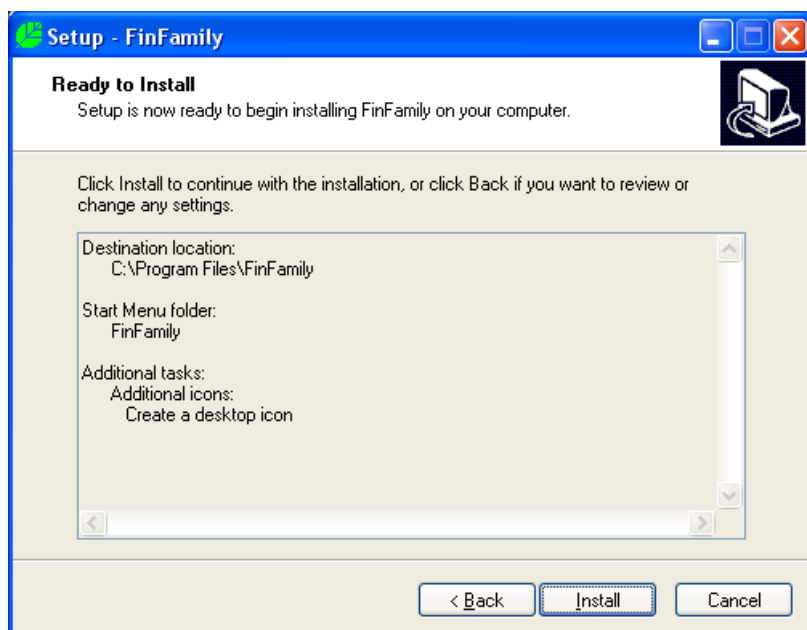 Setup - FinFamily
Ready to Install
Setup is now ready to begin installing FinFamily on your computer.
Click Install to continue with the installation, or click Back if you want to review or
change any settings.
Destination location:
C:\Program Files\FinFamily
Start Menu folder:
FinFamily
Additional tasks:
Additional icons:
Create a desktop icon
< Back
Install
Cancel